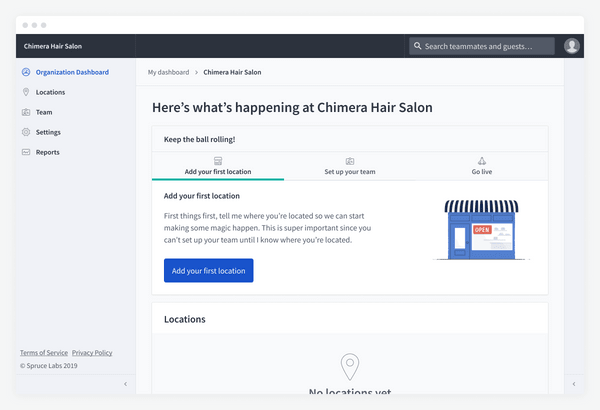 Chimera Hair Salon
Search teammates and guests...
Organization Dashboard
Locations
Team
Settings
Reports
My dashboard > Chimera Hair Salon
Here's what's happening at Chimera Hair Salon
Keep the ball rolling!
Add your first location
Set up your team
Go live
Add your first location
First things first, tell me where you're located so we can start
making some magic happen. This is super important since you
can't set up your team until I know where you're located.
OPEN
Add your first location
Locations
No locations yet
Terms of Service Privacy Policy
© Spruce Labs 2019